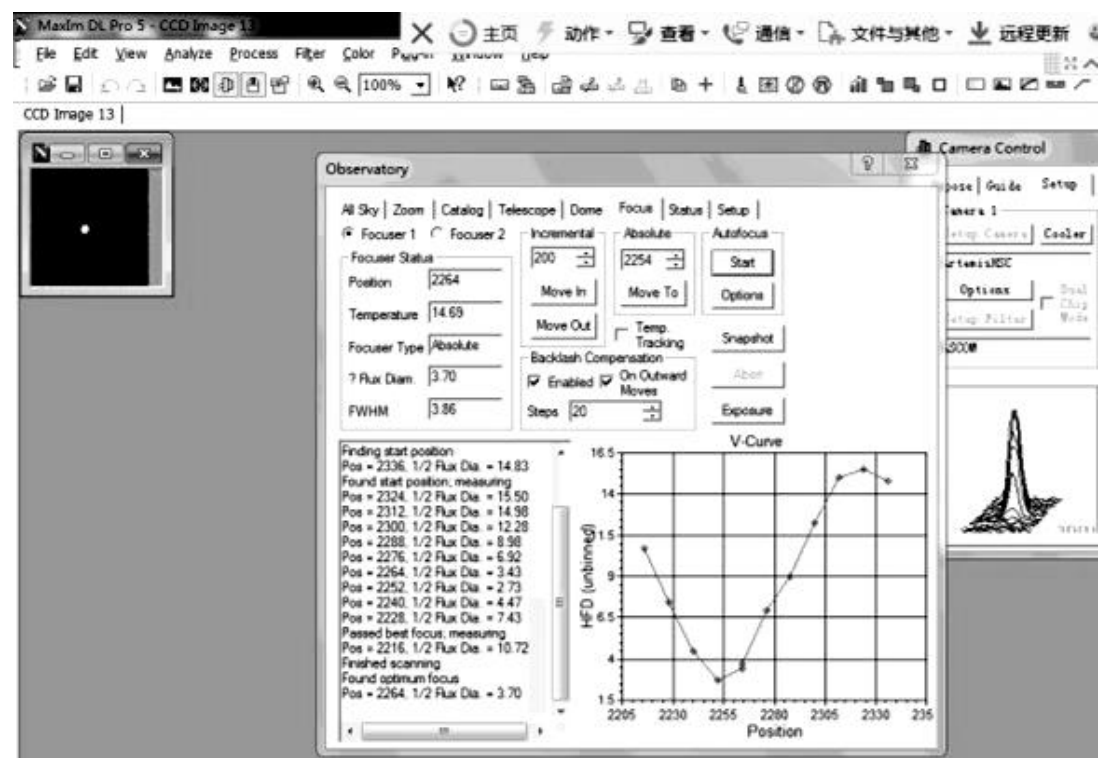 MaxIm DL Pro 5 - CCD Image 13
主页 动作 查看 通信 文件与其他 远程更新
File Edit View Analyze Process Filter Color
100%
CCD Image 13
Camera Control
Observatory
Guide Setup
All Sky Zoom Catalog Telescope Dome Focus Status Setup
Focuser 1 Focuser 2 Incremental Absolute Autofocus
Cooler
Focuser Status 200 2254 Start
Position 2264
Move In Move To Options
Options
Temperature 14.69
Move Out Temp. Tracking Snapshot
Focuser Type Absolute
Backlash Compensation
? Flux Diam. 3.70
Enabled On Outward Moves
FWHM 3.86 Steps 20 Exposure
Finding start position
Pos = 2336, 1/2 Flux Dia. = 14.83
Found start position; measuring
Pos = 2324, 1/2 Flux Dia. = 15.50
Pos = 2312, 1/2 Flux Dia. = 14.98
Pos = 2300, 1/2 Flux Dia. = 12.28
Pos = 2288, 1/2 Flux Dia. = 8.98
Pos = 2276, 1/2 Flux Dia. = 6.92
Pos = 2264, 1/2 Flux Dia. = 3.43
Pos = 2252, 1/2 Flux Dia. = 2.73
Pos = 2240, 1/2 Flux Dia. = 4.47
Pos = 2228, 1/2 Flux Dia. = 7.43
Passed best focus; measuring
Pos = 2216, 1/2 Flux Dia. = 10.72
Finished scanning
Found optimum focus
Pos = 2264, 1/2 Flux Dia. = 3.70
V-Curve
16.5
14
11.5
9
6.5
4
1.5
HFD (unbinned)
2205 2230 2255 2280 2305 2330 235
Position